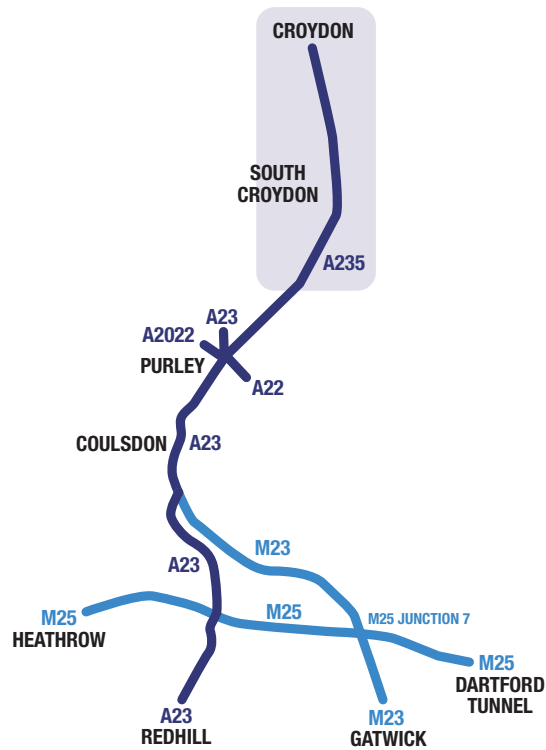 CROYDON
SOUTH
CROYDON
A235
A23
A2022
PURLEY
A22
COULSDON
A23
M23
A23
M25
HEATHROW
M25
M25 JUNCTION 7
M25
DARTFORD
TUNNEL
A23
REDHILL
M23
GATWICK